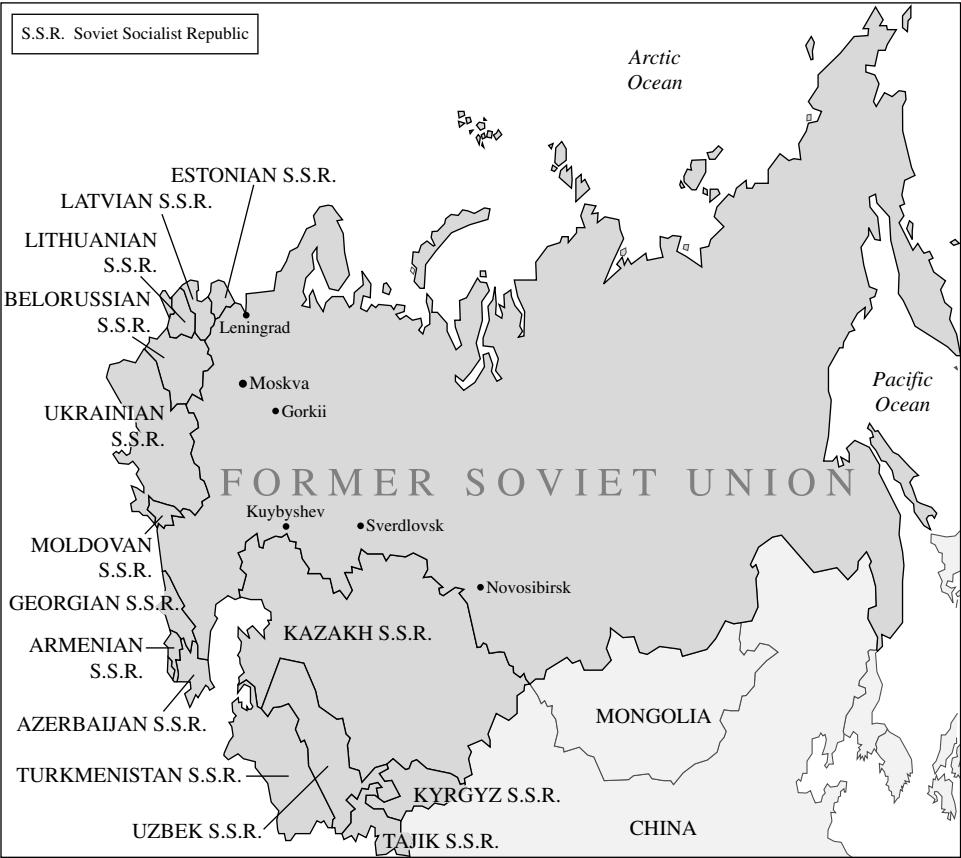 S.S.R. Soviet Socialist Republic
Arctic
Ocean
ESTONIAN S.S.R.
LATVIAN S.S.R.
LITHUANIAN
S.S.R.
BELORUSSIAN
S.S.R.
Leningrad
Moskva
Gorkii
Pacific
Ocean
UKRAINIAN
S.S.R.
FORMER SOVIET UNION
Kuybyshev
Sverdlovsk
MOLDOVAN
S.S.R.
Novosibirsk
GEORGIAN S.S.R.
KAZAKH S.S.R.
ARMENIAN
S.S.R.
AZERBAIJAN S.S.R.
MONGOLIA
TURKMENISTAN S.S.R.
KYRGYZ S.S.R.
UZBEK S.S.R.
TAJIK S.S.R.
CHINA